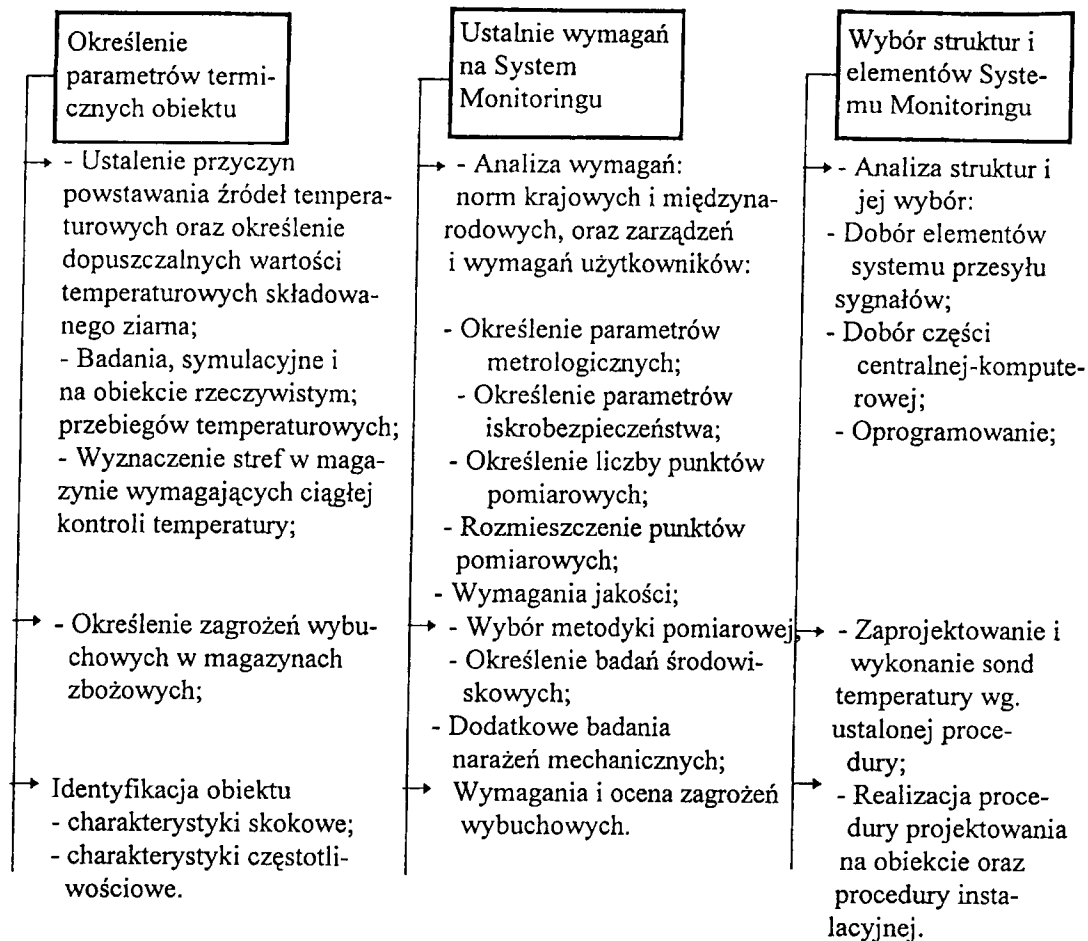 Określenie
parametrów termi-
cznych obiektu
- Ustalenie przyczyn
powstawania źródeł tempera-
turowych oraz określenie
dopuszczalnych wartości
temperaturowych składowa-
nego ziarna;
- Badania, symulacyjne i
na obiekcie rzeczywistym;
przebiegów temperaturowych;
- Wyznaczenie stref w maga-
zynie wymagających ciągłej
kontroli temperatury;
- Określenie zagrożeń wybu-
chowych w magazynach
zbożowych;
Identyfikacja obiektu
- charakterystyki skokowe;
- charakterystyki częstotli-
wościowe.
Ustalnie wymagań
na System
Monitoringu
- Analiza wymagań:
norm krajowych i międzyna-
rodowych, oraz zarządzeń
i wymagań użytkowników:
- Określenie parametrów
metrologicznych;
- Określenie parametrów
iskrobezpieczeństwa;
- Określenie liczby punktów
pomiarowych;
- Rozmieszczenie punktów
pomiarowych;
- Wymagania jakości;
- Wybór metodyki pomiarowej,
- Określenie badań środowi-
skowych;
- Dodatkowe badania
narażeń mechanicznych;
Wymagania i ocena zagrożeń
wybuchowych.
Wybór struktur i
elementów Syste-
mu Monitoringu
- Analiza struktur i
jej wybór:
- Dobór elementów
systemu przesyłu
sygnałów;
- Dobór części
centralnej-kompute-
rowej;
- Oprogramowanie;
- Zaprojektowanie i
wykonanie sond
temperatury wg.
ustalonej proce-
dury;
- Realizacja proce-
dury projektowania
na obiekcie oraz
procedury insta-
lacyjnej.